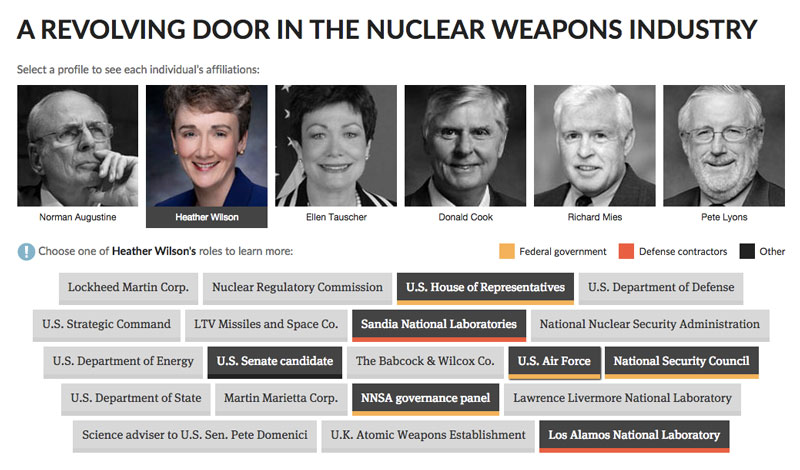 A REVOLVING DOOR IN THE NUCLEAR WEAPONS INDUSTRY
Select a profile to see each individual's affiliations:
Norman Augustine Heather Wilson Ellen Tauscher Donald Cook Richard Mies Pete Lyons
! Choose one of Heather Wilson's roles to learn more: Federal government Defense contractors Other
Lockheed Martin Corp. Nuclear Regulatory Commission U.S. House of Representatives U.S. Department of Defense
U.S. Strategic Command LTV Missiles and Space Co. Sandia National Laboratories National Nuclear Security Administration
U.S. Department of Energy U.S. Senate candidate The Babcock & Wilcox Co. U.S. Air Force National Security Council
U.S. Department of State Martin Marietta Corp. NNSA governance panel Lawrence Livermore National Laboratory
Science adviser to U.S. Sen. Pete Domenici U.K. Atomic Weapons Establishment Los Alamos National Laboratory